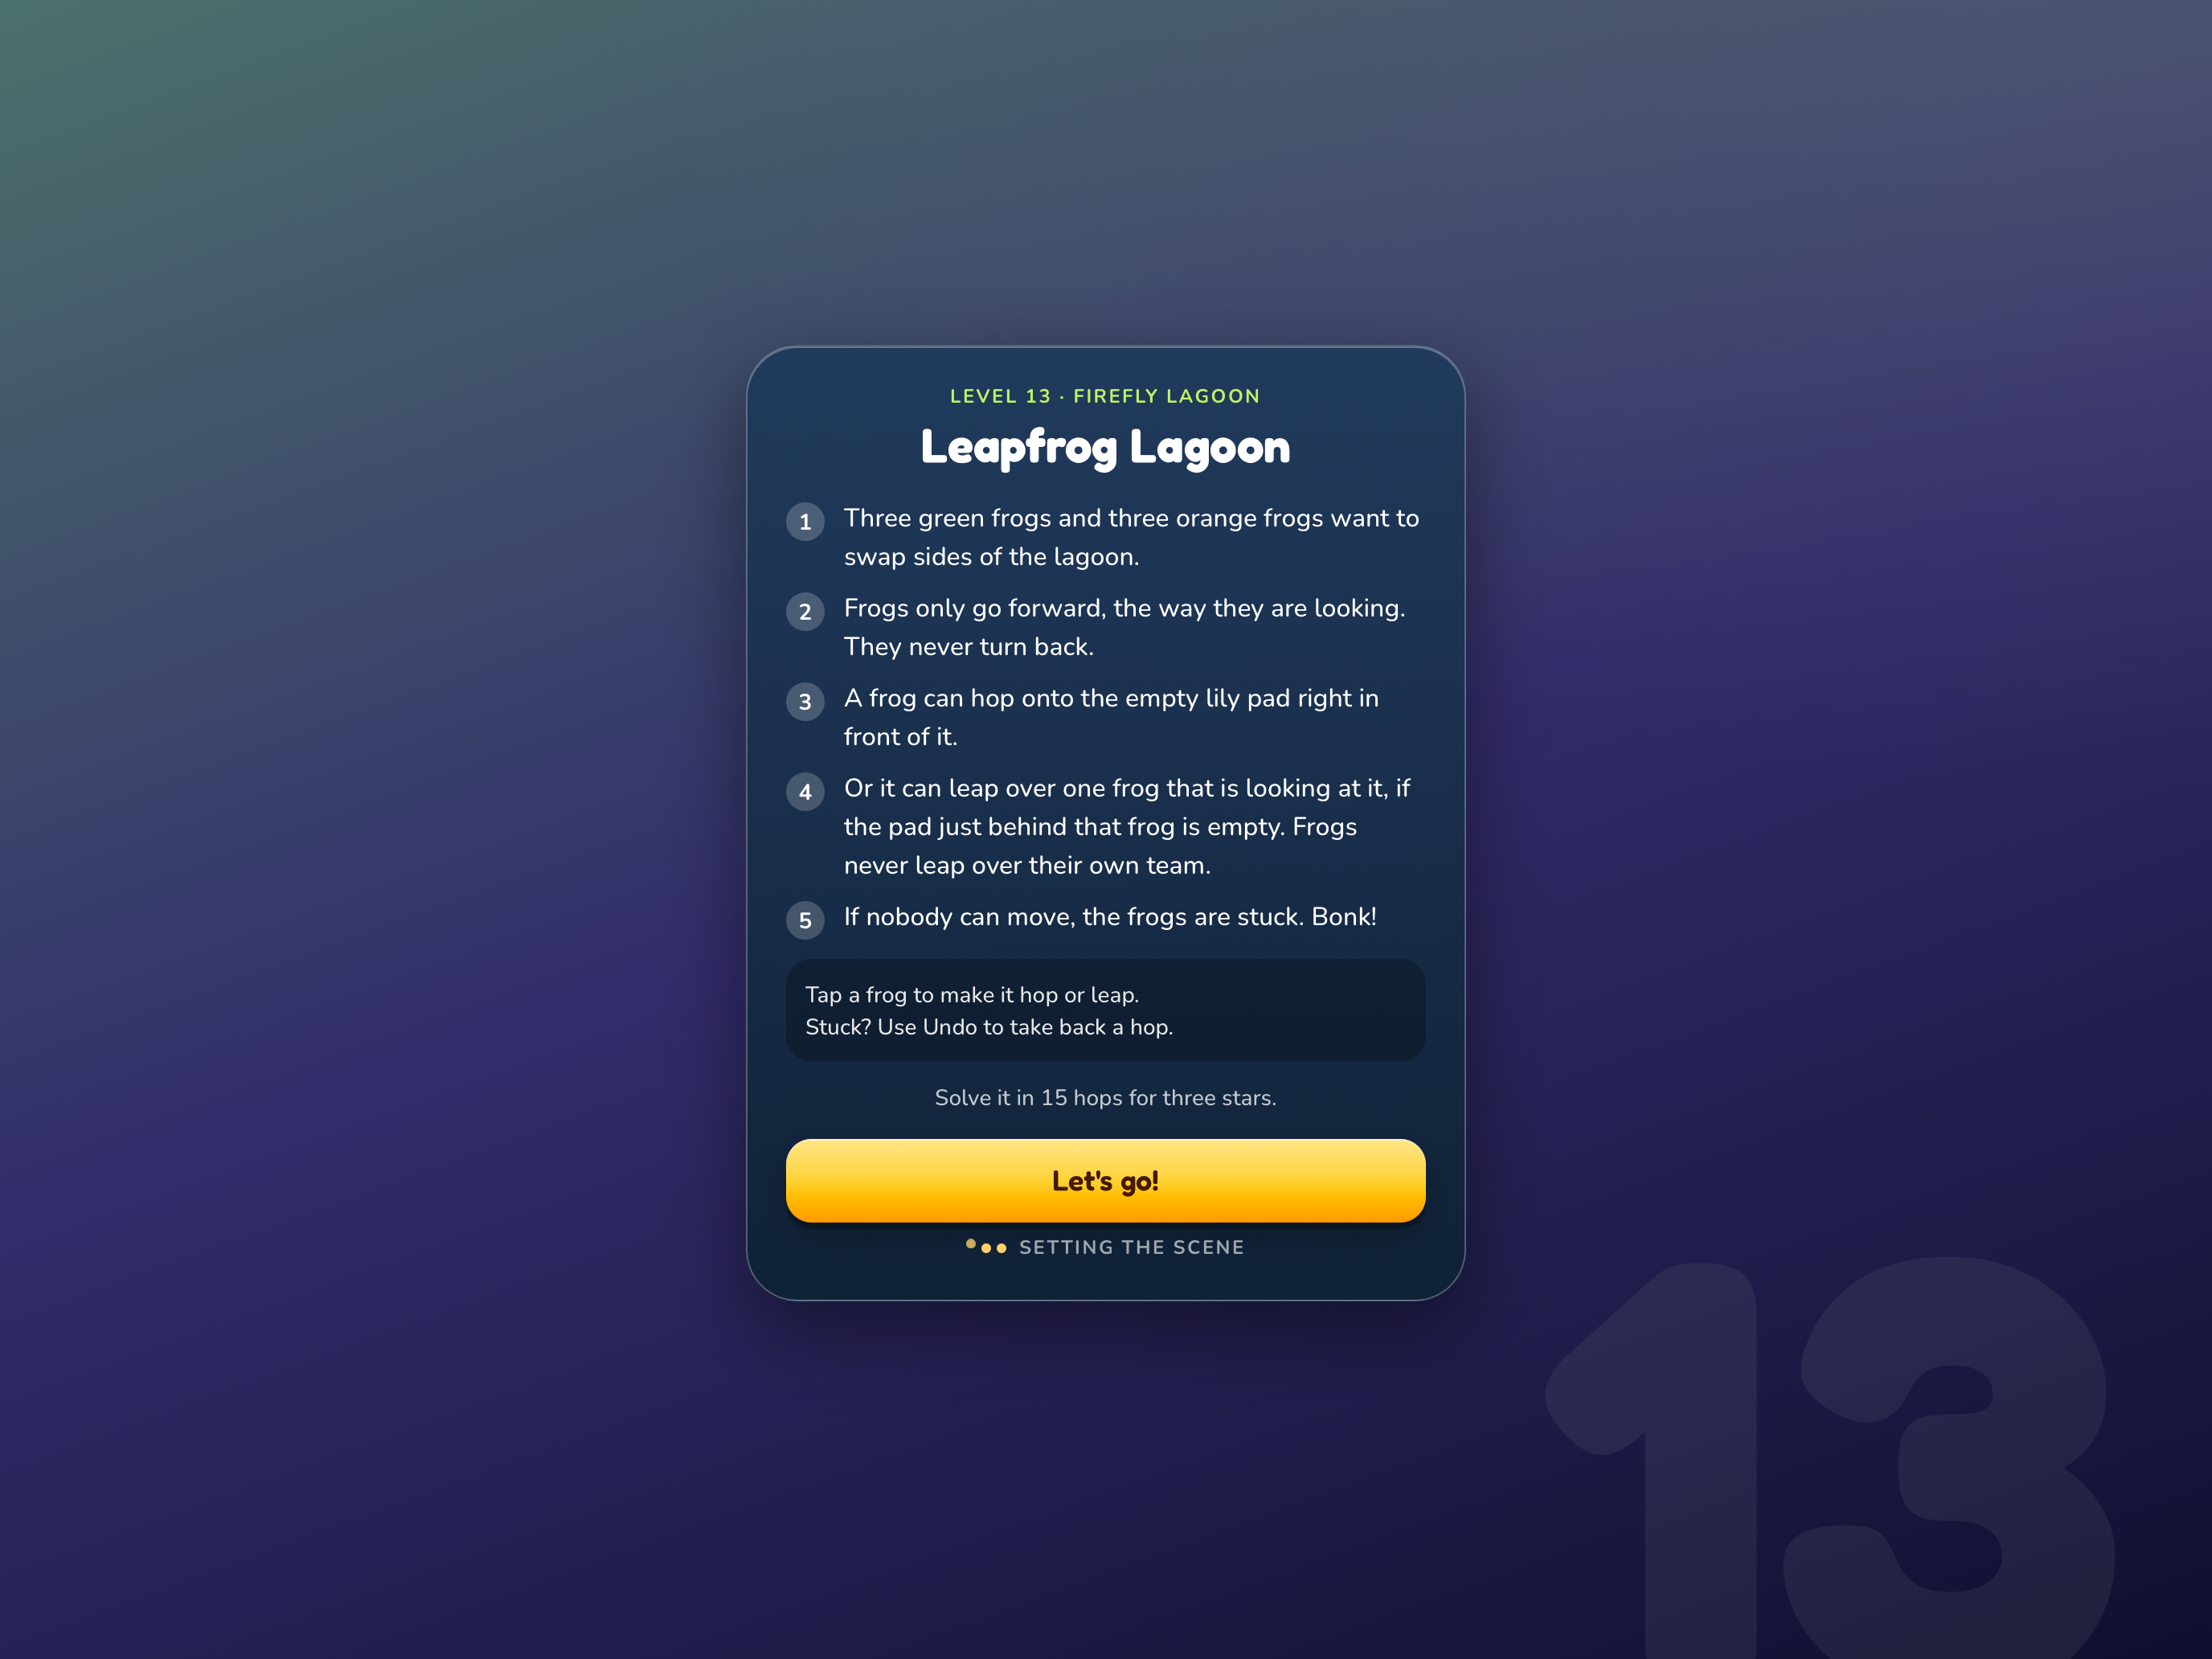 LEVEL 13 · FIREFLY LAGOON
Leapfrog Lagoon
1 Three green frogs and three orange frogs want to
swap sides of the lagoon.
2 Frogs only go forward, the way they are looking.
They never turn back.
3 A frog can hop onto the empty lily pad right in
front of it.
4 Or it can leap over one frog that is looking at it, if
the pad just behind that frog is empty. Frogs
never leap over their own team.
5 If nobody can move, the frogs are stuck. Bonk!
Tap a frog to make it hop or leap.
Stuck? Use Undo to take back a hop.
Solve it in 15 hops for three stars.
Let's go!
SETTING THE SCENE
13